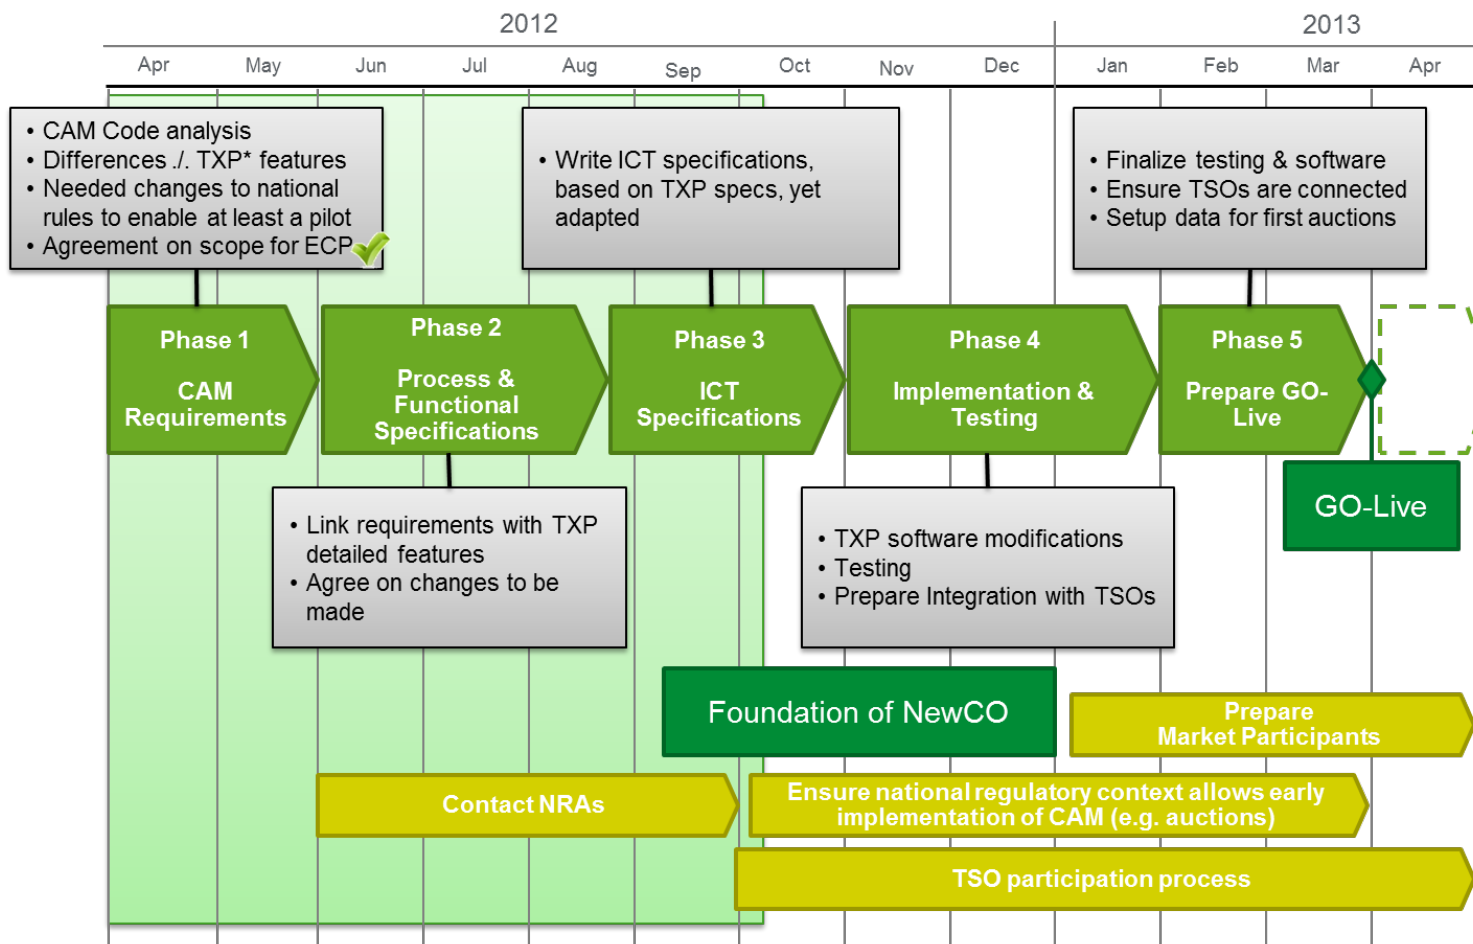 2012
2013
Apr
May
Jun
Jul
Aug
Sep
Oct
Nov
Dec
Jan
Feb
Mar
Apr
• CAM Code analysis
• Differences ./. TXP* features
• Needed changes to national
rules to enable at least a pilot
• Agreement on scope for ECP
• Write ICT specifications,
based on TXP specs, yet
adapted
• Finalize testing & software
• Ensure TSOs are connected
• Setup data for first auctions
Phase 1
CAM
Requirements
Phase 2
Process &
Functional
Specifications
Phase 3
ICT
Specifications
Phase 4
Implementation &
Testing
Phase 5
Prepare GO-
Live
GO-Live
• Link requirements with TXP
detailed features
• Agree on changes to be
made
• TXP software modifications
• Testing
• Prepare Integration with TSOs
Foundation of NewCO
Prepare
Market Participants
Contact NRAs
Ensure national regulatory context allows early
implementation of CAM (e.g. auctions)
TSO participation process